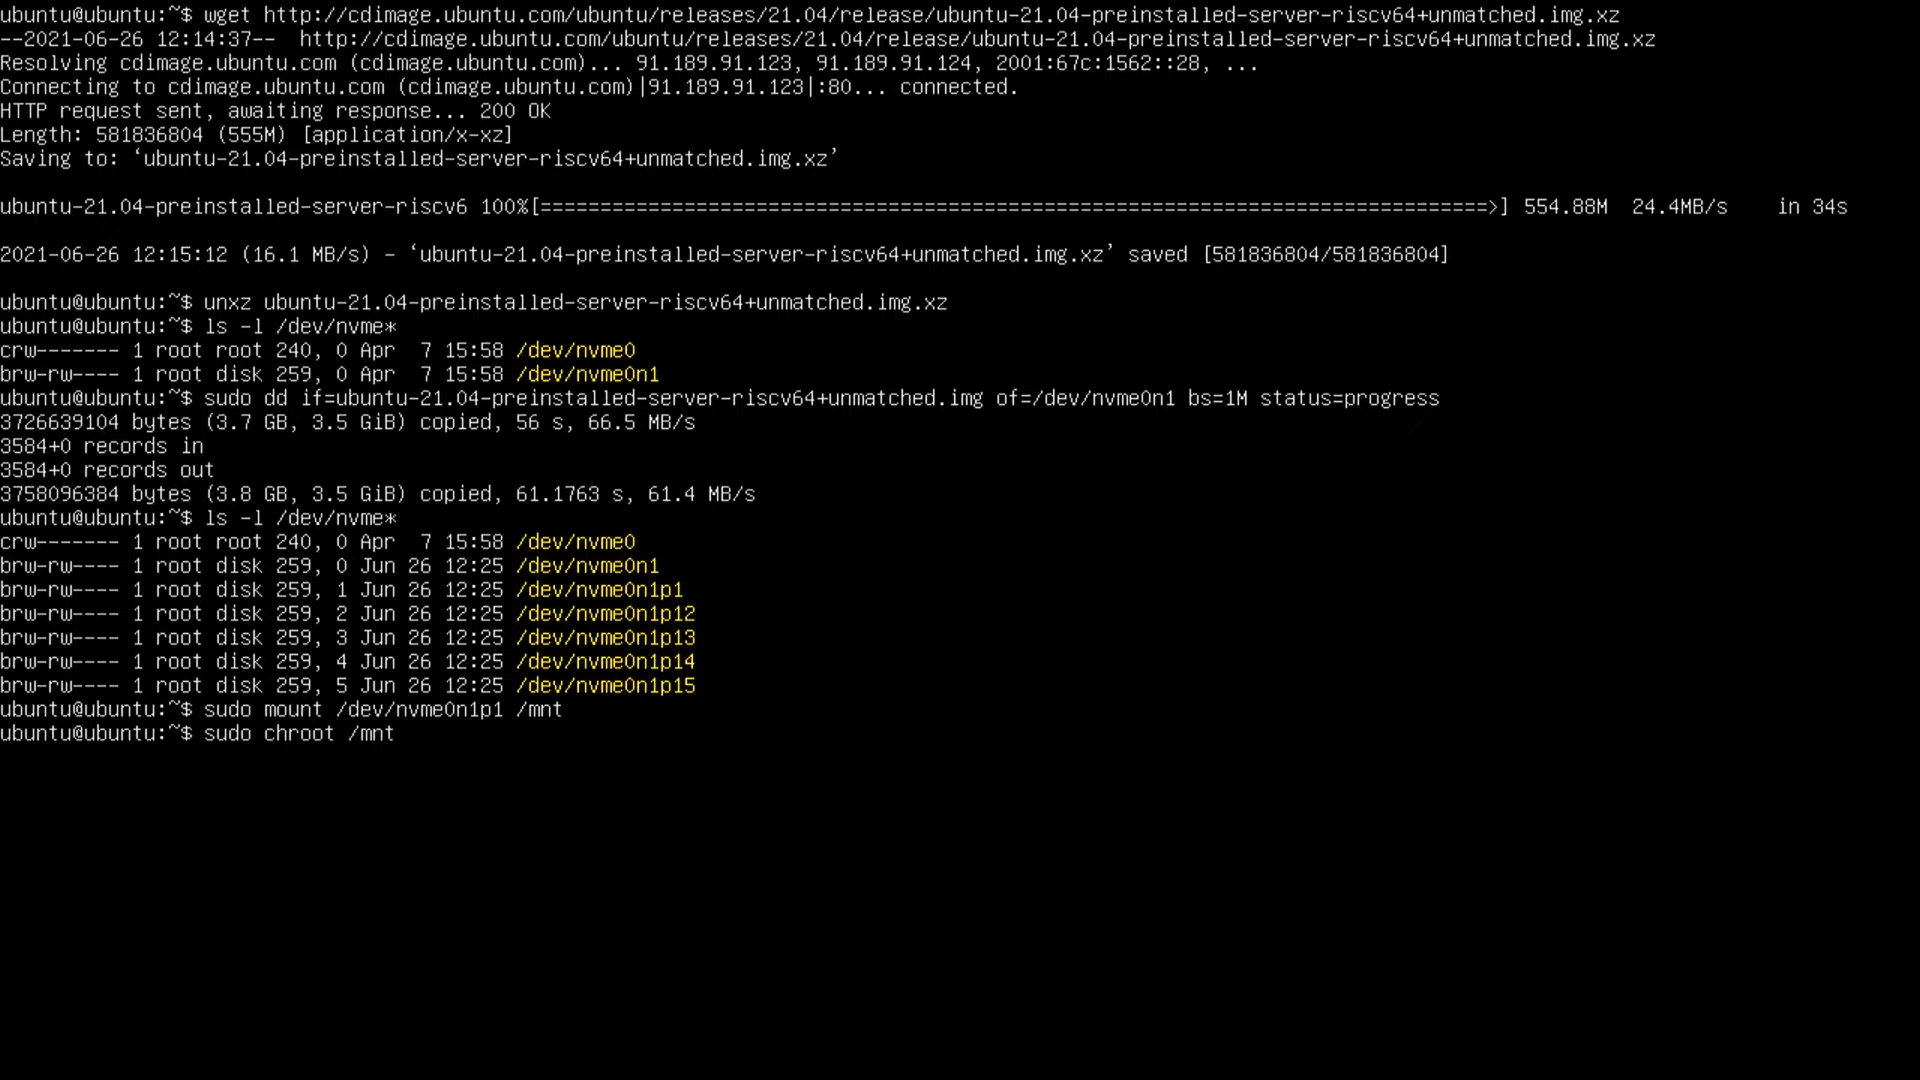 ubuntu@ubuntu:~$ wget http://cdimage.ubuntu.com/ubuntu/releases/21.04/release/ubuntu-21.04-preinstalled-server-riscv64+unmatched.img.xz
--2021-06-26 12:14:37--  http://cdimage.ubuntu.com/ubuntu/releases/21.04/release/ubuntu-21.04-preinstalled-server-riscv64+unmatched.img.xz
Resolving cdimage.ubuntu.com (cdimage.ubuntu.com)... 91.189.91.123, 91.189.91.124, 2001:67c:1562::28, ...
Connecting to cdimage.ubuntu.com (cdimage.ubuntu.com)|91.189.91.123|:80... connected.
HTTP request sent, awaiting response... 200 OK
Length: 581836804 (555M) [application/x-xz]
Saving to: ‘ubuntu-21.04-preinstalled-server-riscv64+unmatched.img.xz’
ubuntu-21.04-preinstalled-server-riscv6 100%[===============================================================================>] 554.88M  24.4MB/s    in 34s
2021-06-26 12:15:12 (16.1 MB/s) - ‘ubuntu-21.04-preinstalled-server-riscv64+unmatched.img.xz’ saved [581836804/581836804]
ubuntu@ubuntu:~$ unxz ubuntu-21.04-preinstalled-server-riscv64+unmatched.img.xz
ubuntu@ubuntu:~$ ls -l /dev/nvme*
crw------- 1 root root 240, 0 Apr  7 15:58 /dev/nvme0
brw-rw---- 1 root disk 259, 0 Apr  7 15:58 /dev/nvme0n1
ubuntu@ubuntu:~$ sudo dd if=ubuntu-21.04-preinstalled-server-riscv64+unmatched.img of=/dev/nvme0n1 bs=1M status=progress
3726639104 bytes (3.7 GB, 3.5 GiB) copied, 56 s, 66.5 MB/s
3584+0 records in
3584+0 records out
3758096384 bytes (3.8 GB, 3.5 GiB) copied, 61.1763 s, 61.4 MB/s
ubuntu@ubuntu:~$ ls -l /dev/nvme*
crw------- 1 root root 240, 0 Apr  7 15:58 /dev/nvme0
brw-rw---- 1 root disk 259, 0 Jun 26 12:25 /dev/nvme0n1
brw-rw---- 1 root disk 259, 1 Jun 26 12:25 /dev/nvme0n1p1
brw-rw---- 1 root disk 259, 2 Jun 26 12:25 /dev/nvme0n1p12
brw-rw---- 1 root disk 259, 3 Jun 26 12:25 /dev/nvme0n1p13
brw-rw---- 1 root disk 259, 4 Jun 26 12:25 /dev/nvme0n1p14
brw-rw---- 1 root disk 259, 5 Jun 26 12:25 /dev/nvme0n1p15
ubuntu@ubuntu:~$ sudo mount /dev/nvme0n1p1 /mnt
ubuntu@ubuntu:~$ sudo chroot /mnt